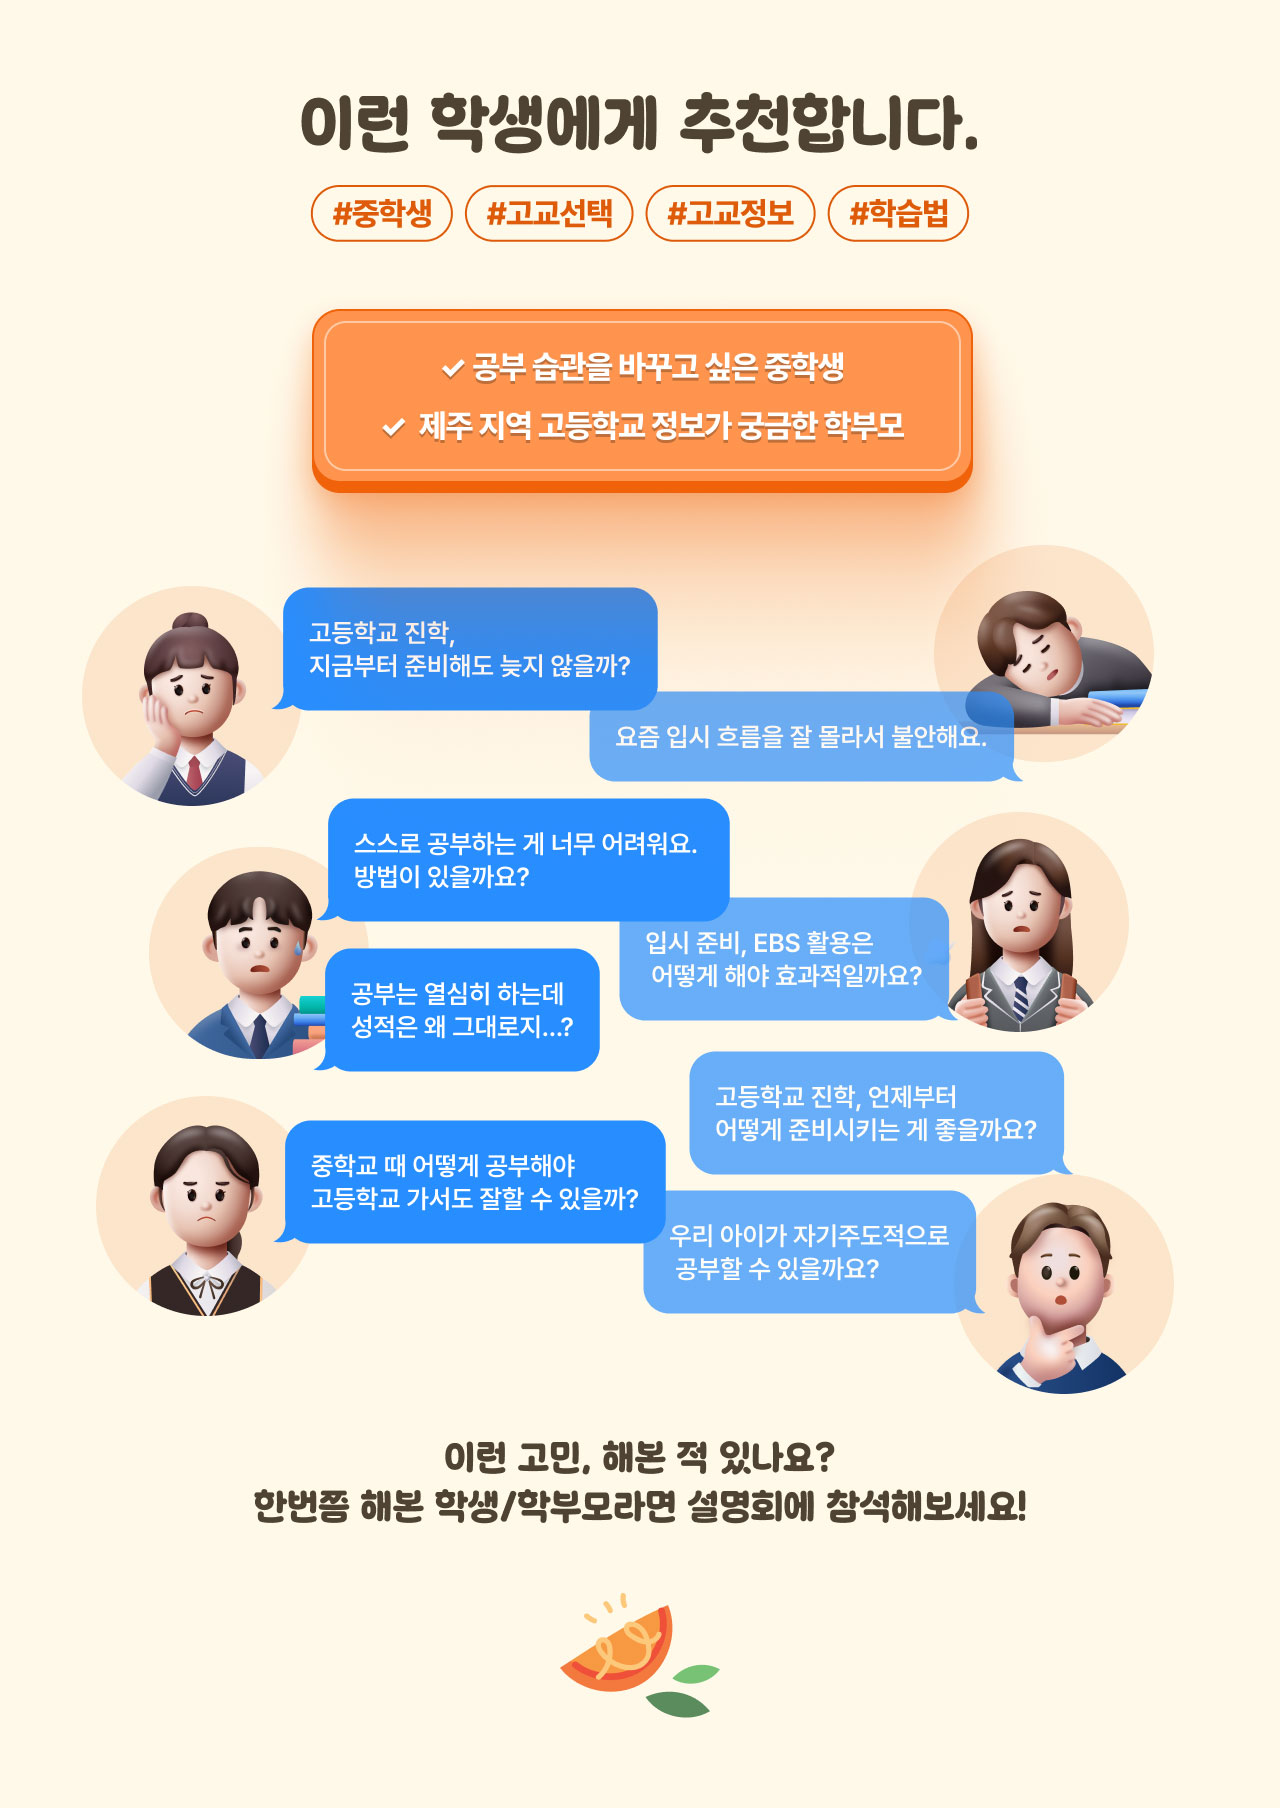 이런 학생에게 추천합니다.
#중학생 #고교선택 #고교정보 #학습법
공부 습관을 바꾸고 싶은 중학생
제주 지역 고등학교 정보가 궁금한 학부모
고등학교 진학,
지금부터 준비해도 늦지 않을까?
요즘 입시 흐름을 잘 몰라서 불안해요.
스스로 공부하는 게 너무 어려워요.
방법이 있을까요?
입시 준비, EBS 활용은
어떻게 해야 효과적일까요?
공부는 열심히 하는데
성적은 왜 그대로지...?
고등학교 진학, 언제부터
어떻게 준비시키는 게 좋을까요?
중학교 때 어떻게 공부해야
고등학교 가서도 잘할 수 있을까?
우리 아이가 자기주도적으로
공부할 수 있을까요?
이런 고민, 해본 적 있나요?
한번쯤 해본 학생/학부모라면 설명회에 참석해보세요!